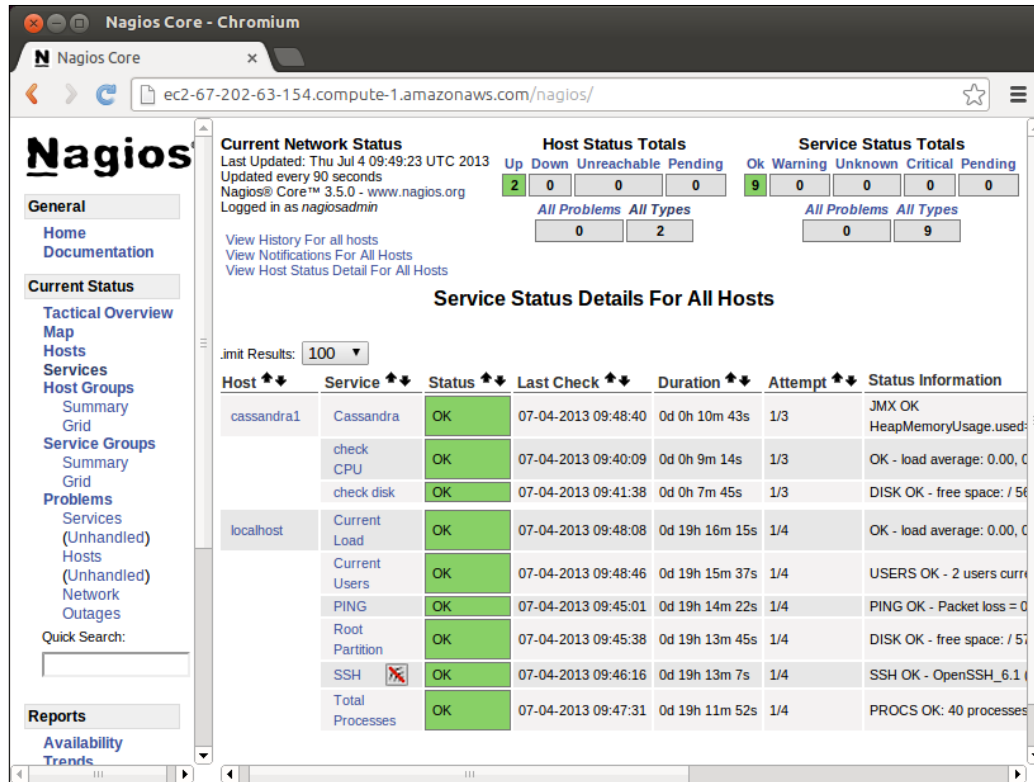 Nagios Core - Chromium
N Nagios Core ×
ec2-67-202-63-154.compute-1.amazonaws.com/nagios/
Nagios
General
Home
Documentation
Current Status
Tactical Overview
Map
Hosts
Services
Host Groups
Summary
Grid
Service Groups
Summary
Grid
Problems
Services
(Unhandled)
Hosts
(Unhandled)
Network
Outages
Quick Search:
Reports
Availability
Trends
Current Network Status
Last Updated: Thu Jul 4 09:49:23 UTC 2013
Updated every 90 seconds
Nagios® Core™ 3.5.0 - www.nagios.org
Logged in as nagiosadmin
View History For all hosts
View Notifications For All Hosts
View Host Status Detail For All Hosts
Host Status Totals
Up Down Unreachable Pending
2 0 0 0
All Problems All Types
0 2
Service Status Totals
Ok Warning Unknown Critical Pending
9 0 0 0 0
All Problems All Types
0 9
Service Status Details For All Hosts
imit Results: 100
Host Service Status Last Check Duration Attempt Status Information
cassandra1 Cassandra OK 07-04-2013 09:48:40 0d 0h 10m 43s 1/3 JMX OK
HeapMemoryUsage.used=
check
CPU OK 07-04-2013 09:40:09 0d 0h 9m 14s 1/3 OK - load average: 0.00, 0
check disk OK 07-04-2013 09:41:38 0d 0h 7m 45s 1/3 DISK OK - free space: / 56
localhost Current
Load OK 07-04-2013 09:48:08 0d 19h 16m 15s 1/4 OK - load average: 0.00, 0
Current
Users OK 07-04-2013 09:48:46 0d 19h 15m 37s 1/4 USERS OK - 2 users curre
PING OK 07-04-2013 09:45:01 0d 19h 14m 22s 1/4 PING OK - Packet loss = 0
Root
Partition OK 07-04-2013 09:45:38 0d 19h 13m 45s 1/4 DISK OK - free space: / 57
SSH OK 07-04-2013 09:46:16 0d 19h 13m 7s 1/4 SSH OK - OpenSSH_6.1 (
Total
Processes OK 07-04-2013 09:47:31 0d 19h 11m 52s 1/4 PROCS OK: 40 processes